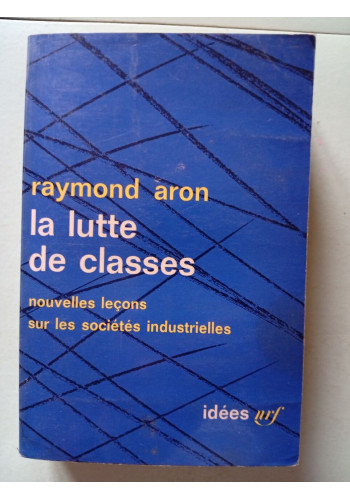 raymond aron
la lutte
de classes
nouvelles leçons
sur les sociétés industrielles
idées nrf